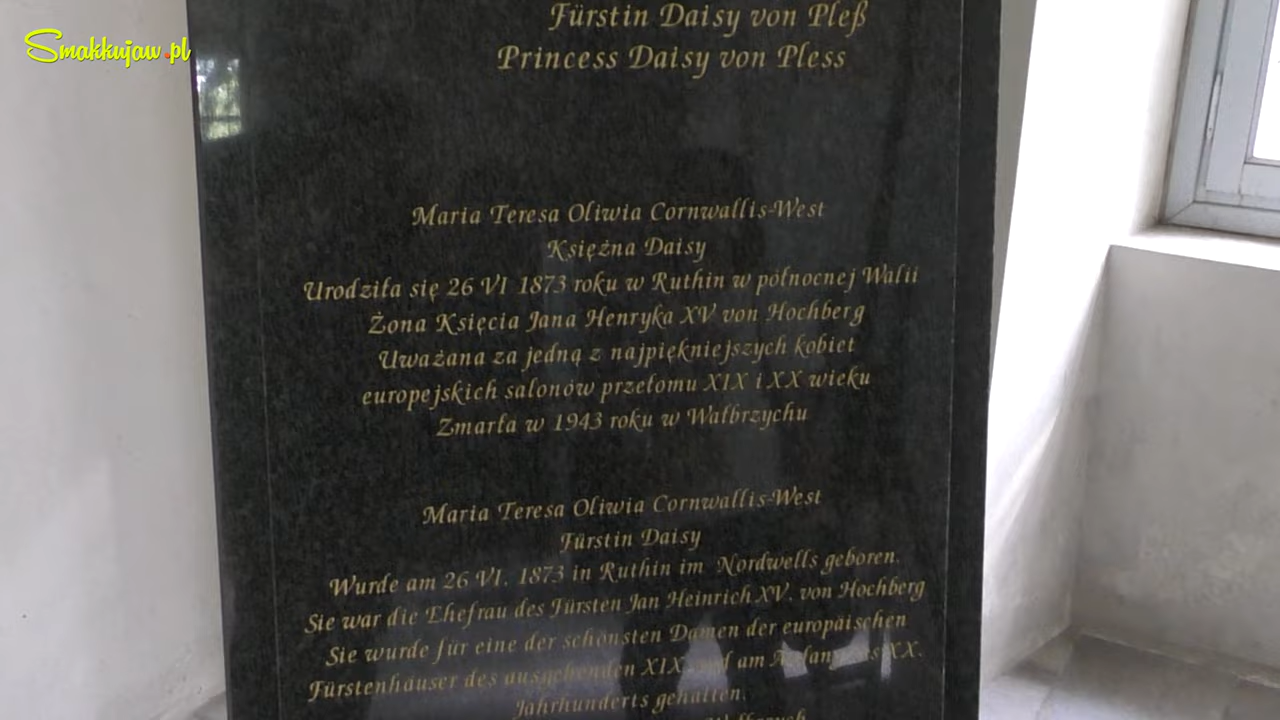 Smakkujaw.pl
Fürstin Daisy von Pleß
Princess Daisy von Pless
Maria Teresa Oliwia Cornwallis-West
Księżna Daisy
Urodziła się 26 VI 1873 roku w Ruthin w północnej Walii
Żona Księcia Jana Henryka XV von Hochberg
Uważana za jedną z najpiękniejszych kobiet
europejskich salonów przełomu XIX i XX wieku
Zmarła w 1943 roku w Wałbrzychu
Maria Teresa Oliwia Cornwallis-West
Fürstin Daisy
Wurde am 26 VI. 1873 in Ruthin im Nordwells geboren.
Sie war die Ehefrau des Fürsten Jan Heinrich XV. von Hochberg
Sie wurde für eine der schönsten Damen der europäischen
Fürstenhäuser des ausgehenden XIX. und am Anfang des XX.
Jahrhunderts gehalten.